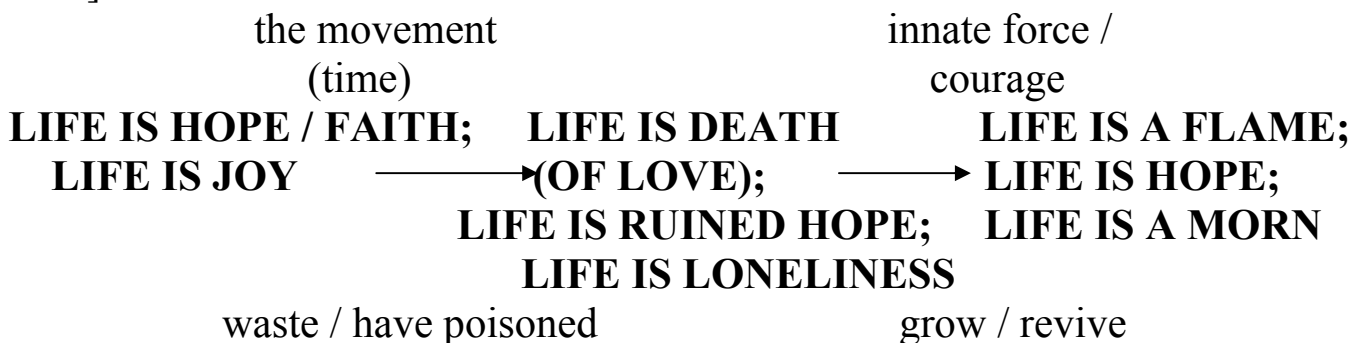 ]
the movement innate force /
(time) courage
LIFE IS HOPE / FAITH; LIFE IS DEATH LIFE IS A FLAME;
LIFE IS JOY (OF LOVE); LIFE IS HOPE;
LIFE IS RUINED HOPE; LIFE IS A MORN
LIFE IS LONELINESS
waste / have poisoned grow / revive